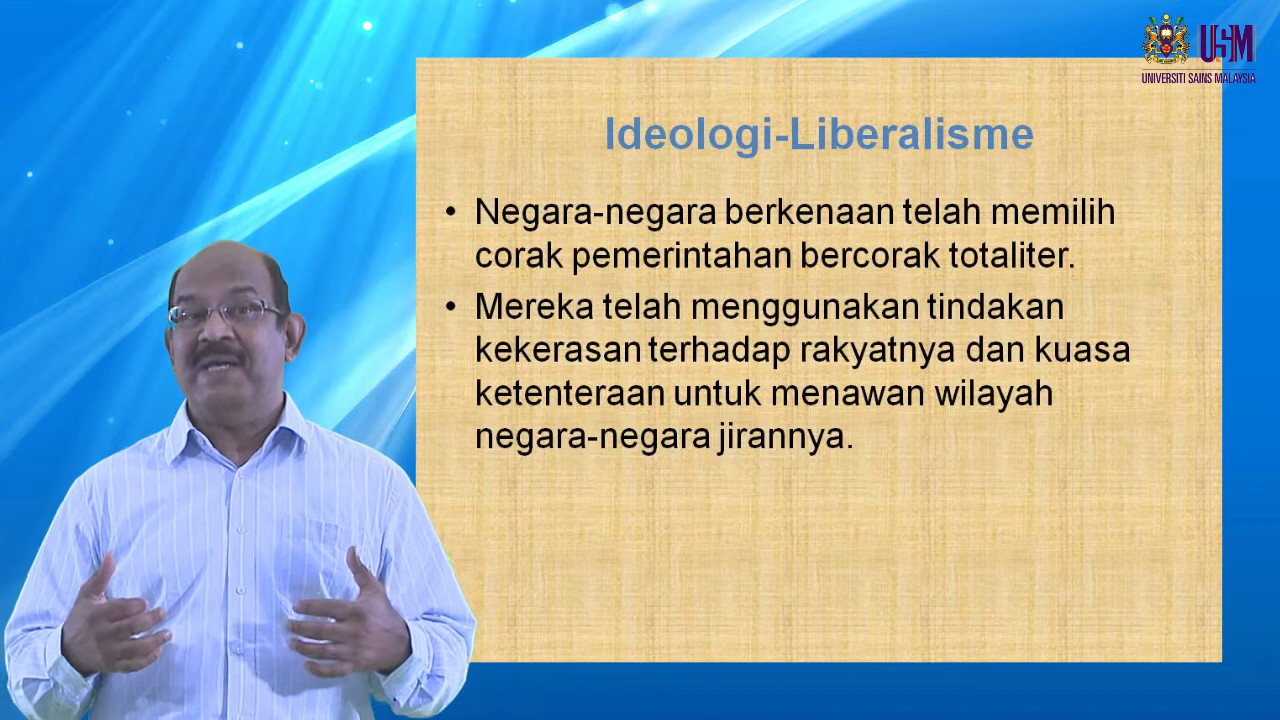 USM
UNIVERSITI SAINS MALAYSIA
Ideologi-Liberalisme
• Negara-negara berkenaan telah memilih
corak pemerintahan bercorak totaliter.
• Mereka telah menggunakan tindakan
kekerasan terhadap rakyatnya dan kuasa
ketenteraan untuk menawan wilayah
negara-negara jirannya.